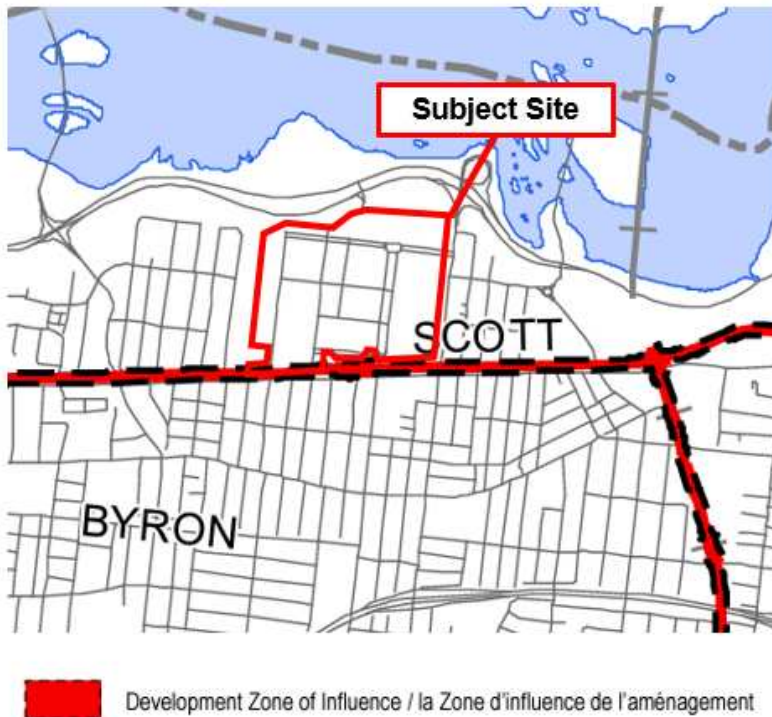 Subject Site
SCOTT
BYRON
Development Zone of Influence / la Zone d'influence de l'aménagement